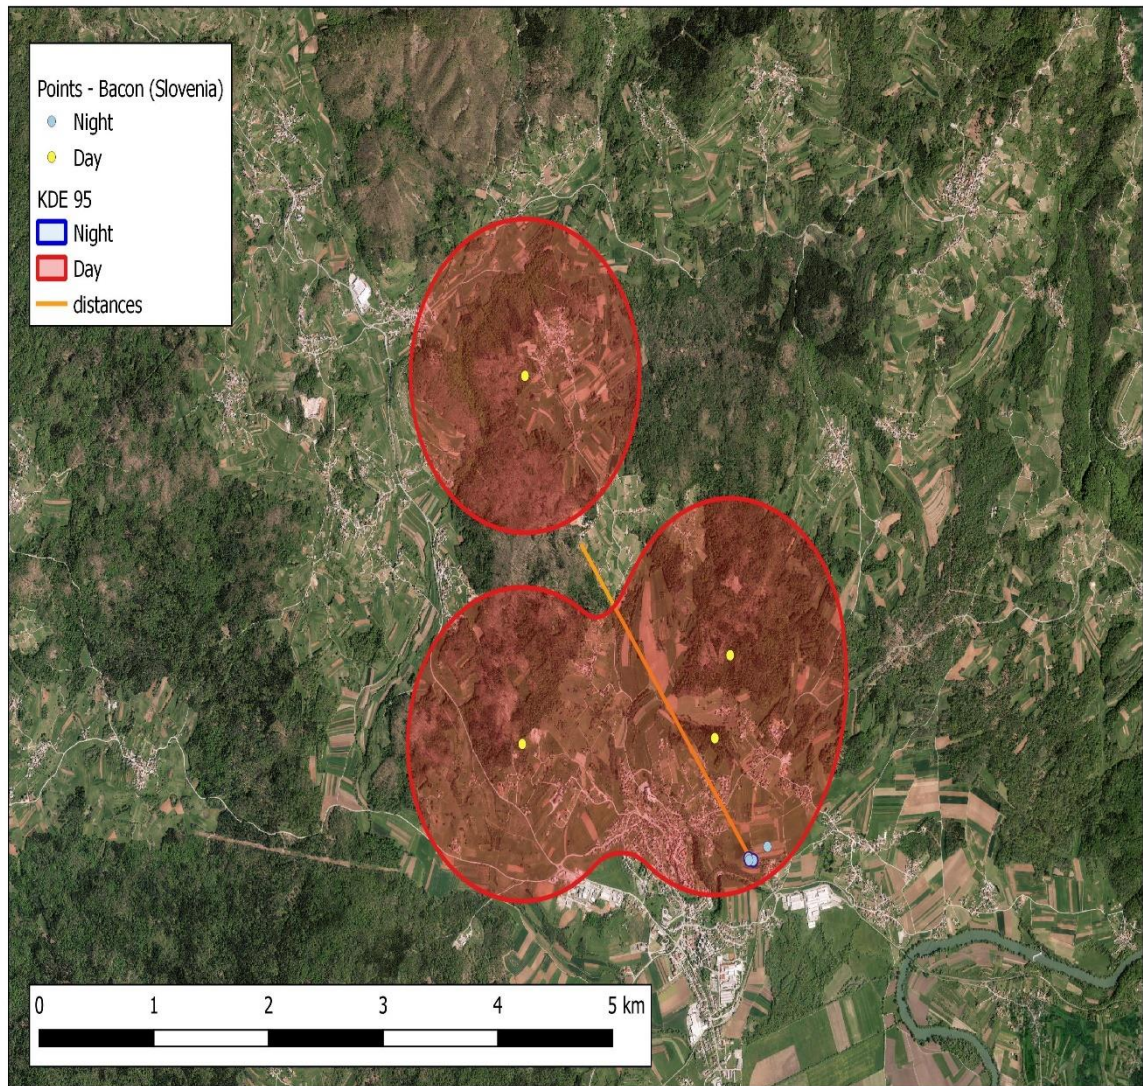 Points - Bacon (Slovenia)
Night
Day
KDE 95
Night
Day
distances
0 1 2 3 4 5 km